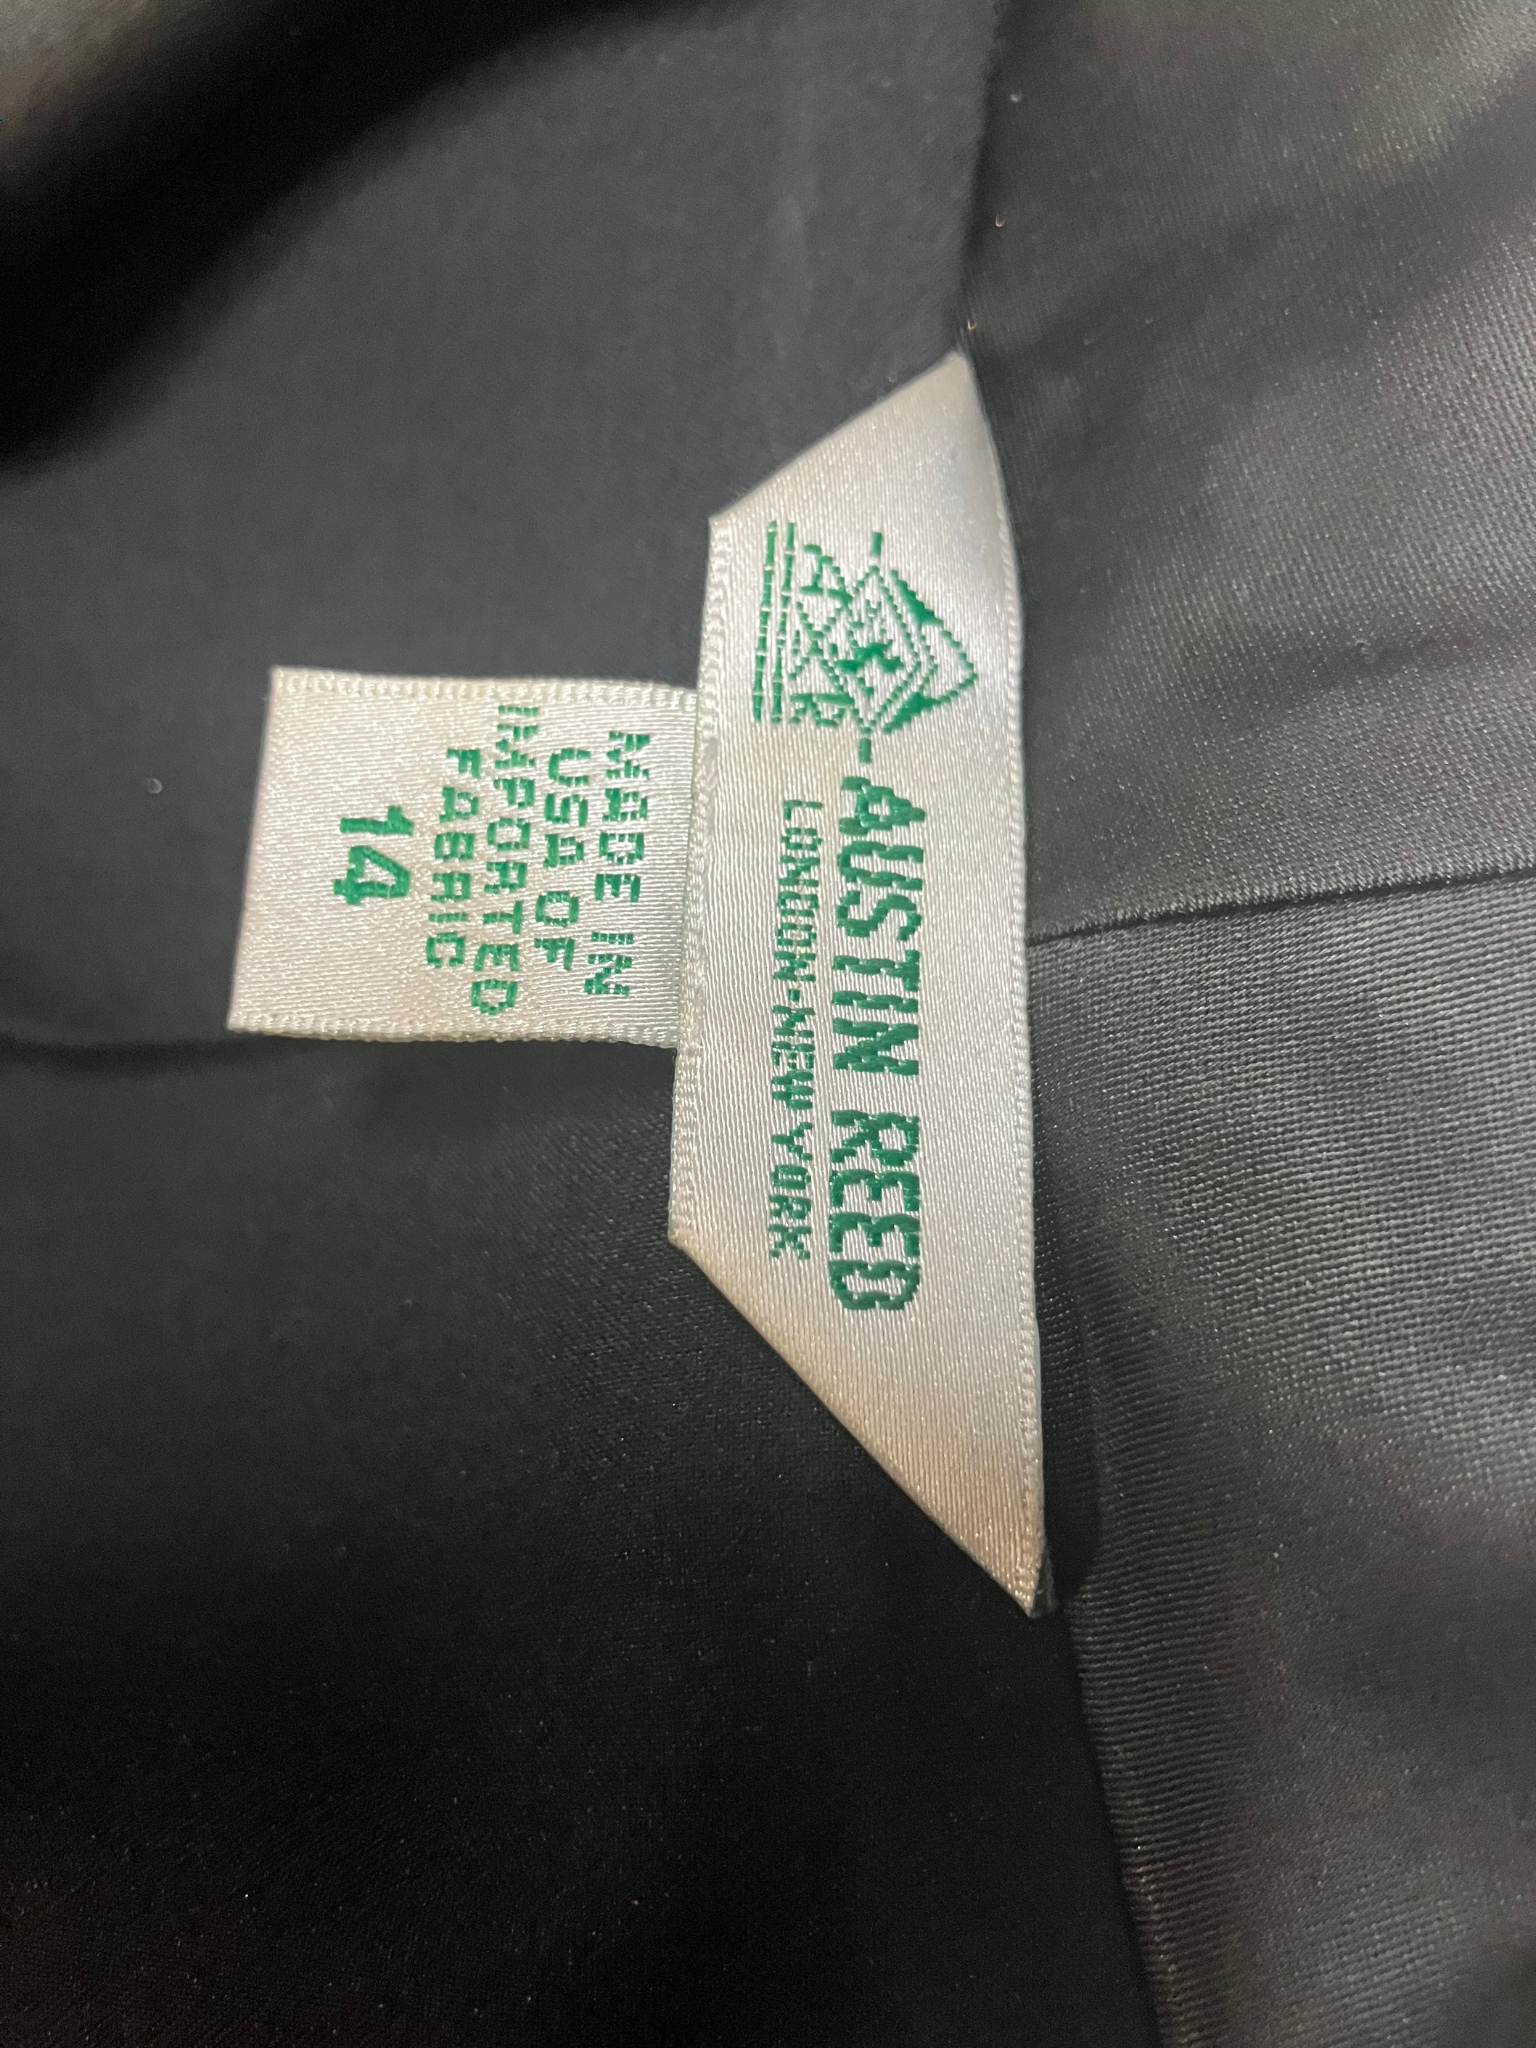 AUSTIN REED
LONDON-NEW YORK
MADE IN
USA OF
IMPORTED
FABRIC
14